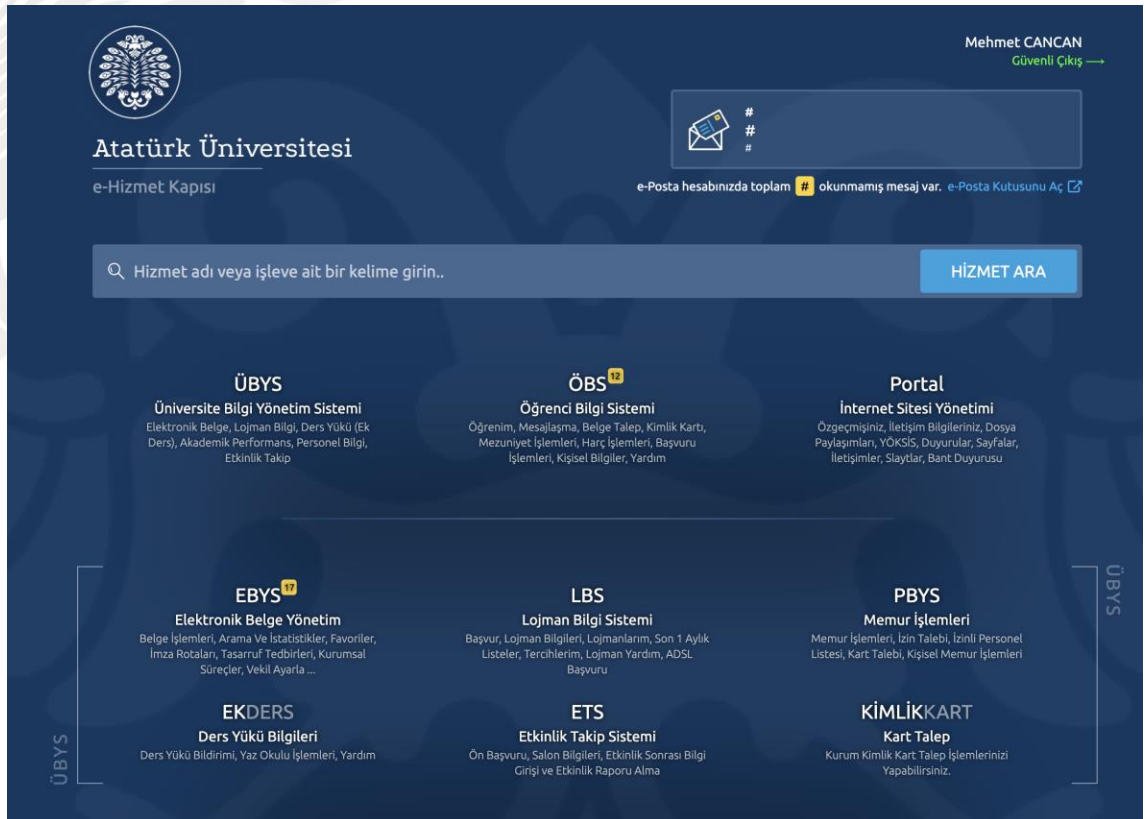 Mehmet CANCAN
Güvenli Çıkış →
Atatürk Üniversitesi
e-Hizmet Kapısı
#
#
#
e-Posta hesabınızda toplam # okunmamış mesaj var. e-Posta Kutusunu Aç
Hizmet adı veya işleve ait bir kelime girin..
HİZMET ARA
ÜBYS
Üniversite Bilgi Yönetim Sistemi
Elektronik Belge, Lojman Bilgi, Ders Yükü (Ek
Ders), Akademik Performans, Personel Bilgi,
Etkinlik Takip
ÖBS 12
Öğrenci Bilgi Sistemi
Öğrenim, Mesajlaşma, Belge Talep, Kimlik Kartı,
Mezuniyet İşlemleri, Harç İşlemleri, Başvuru
İşlemleri, Kişisel Bilgiler, Yardım
Portal
İnternet Sitesi Yönetimi
Özgeçmişiniz, İletişim Bilgileriniz, Dosya
Paylaşımları, YÖKSİS, Duyurular, Sayfalar,
İletişimler, Slaytlar, Bant Duyurusu
EBYS 17
Elektronik Belge Yönetim
Belge İşlemleri, Arama Ve İstatistikler, Favoriler,
İmza Rotaları, Tasarruf Tedbirleri, Kurumsal
Süreçler, Vekil Ayarla ...
LBS
Lojman Bilgi Sistemi
Başvur, Lojman Bilgileri, Lojmanlarım, Son 1 Aylık
Listeler, Tercihlerim, Lojman Yardım, ADSL
Başvuru
PBYS
Memur İşlemleri
Memur İşlemleri, İzin Talebi, İzinli Personel
Listesi, Kart Talebi, Kişisel Memur İşlemleri
ÜBYS
EKDERS
Ders Yükü Bilgileri
Ders Yükü Bildirimi, Yaz Okulu İşlemleri, Yardım
ETS
Etkinlik Takip Sistemi
Ön Başvuru, Salon Bilgileri, Etkinlik Sonrası Bilgi
Girişi ve Etkinlik Raporu Alma
KİMLİKKART
Kart Talep
Kurum Kimlik Kart Talep İşlemlerinizi
Yapabilirsiniz.
ÜBYS